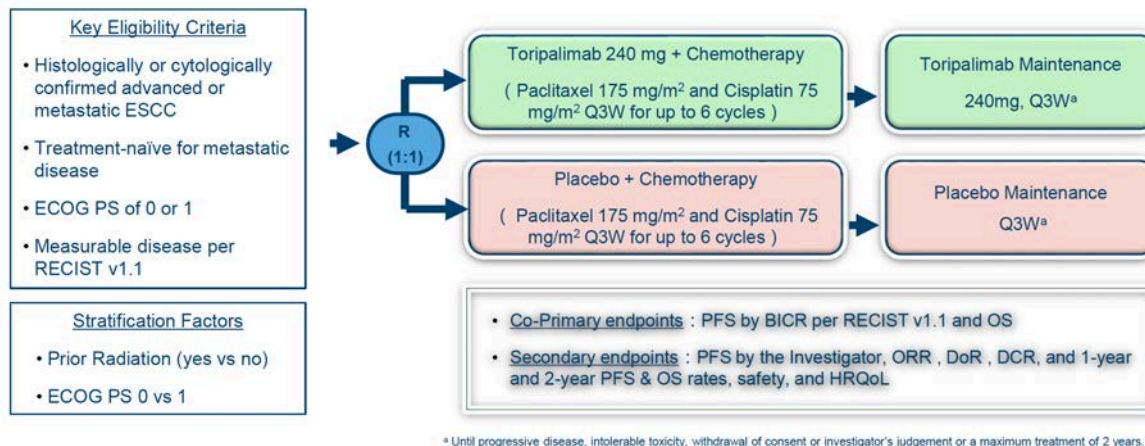 Key Eligibility Criteria
• Histologically or cytologically
confirmed advanced or
metastatic ESCC
• Treatment-naïve for metastatic
disease
• ECOG PS of 0 or 1
• Measurable disease per
RECIST v1.1
Stratification Factors
• Prior Radiation (yes vs no)
• ECOG PS 0 vs 1
R
(1:1)
Toripalimab 240 mg + Chemotherapy
( Paclitaxel 175 mg/m² and Cisplatin 75
mg/m² Q3W for up to 6 cycles )
Toripalimab Maintenance
240mg, Q3Wᵃ
Placebo + Chemotherapy
( Paclitaxel 175 mg/m² and Cisplatin 75
mg/m² Q3W for up to 6 cycles )
Placebo Maintenance
Q3Wᵃ
• Co-Primary endpoints : PFS by BICR per RECIST v1.1 and OS
• Secondary endpoints : PFS by the Investigator, ORR , DoR , DCR, and 1-year
and 2-year PFS & OS rates, safety, and HRQoL
ᵃ Until progressive disease, intolerable toxicity, withdrawal of consent or investigator's judgement or a maximum treatment of 2 years.